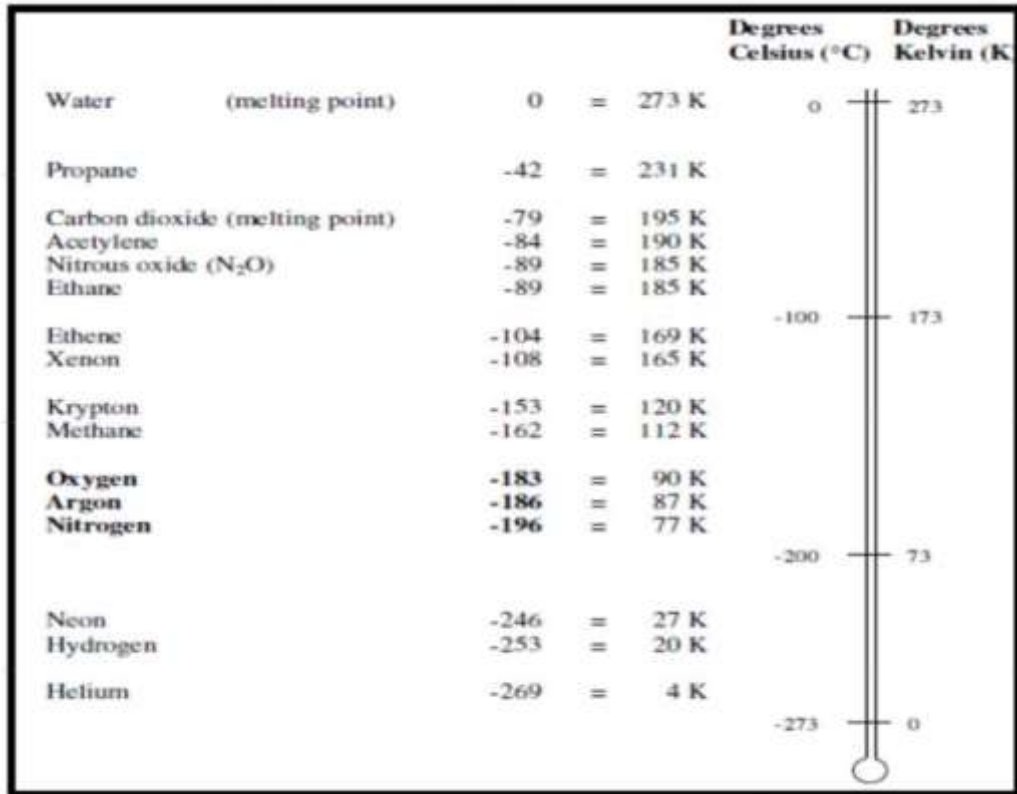 Degrees Degrees
Celsius (°C) Kelvin (K
Water (melting point) 0 = 273 K 0 273
Propane -42 = 231 K
Carbon dioxide (melting point) -79 = 195 K
Acetylene -84 = 190 K
Nitrous oxide (N₂O) -89 = 185 K
Ethane -89 = 185 K
-100 173
Ethene -104 = 169 K
Xenon -108 = 165 K
Krypton -153 = 120 K
Methane -162 = 112 K
Oxygen -183 = 90 K
Argon -186 = 87 K
Nitrogen -196 = 77 K
-200 73
Neon -246 = 27 K
Hydrogen -253 = 20 K
Helium -269 = 4 K
-273 0